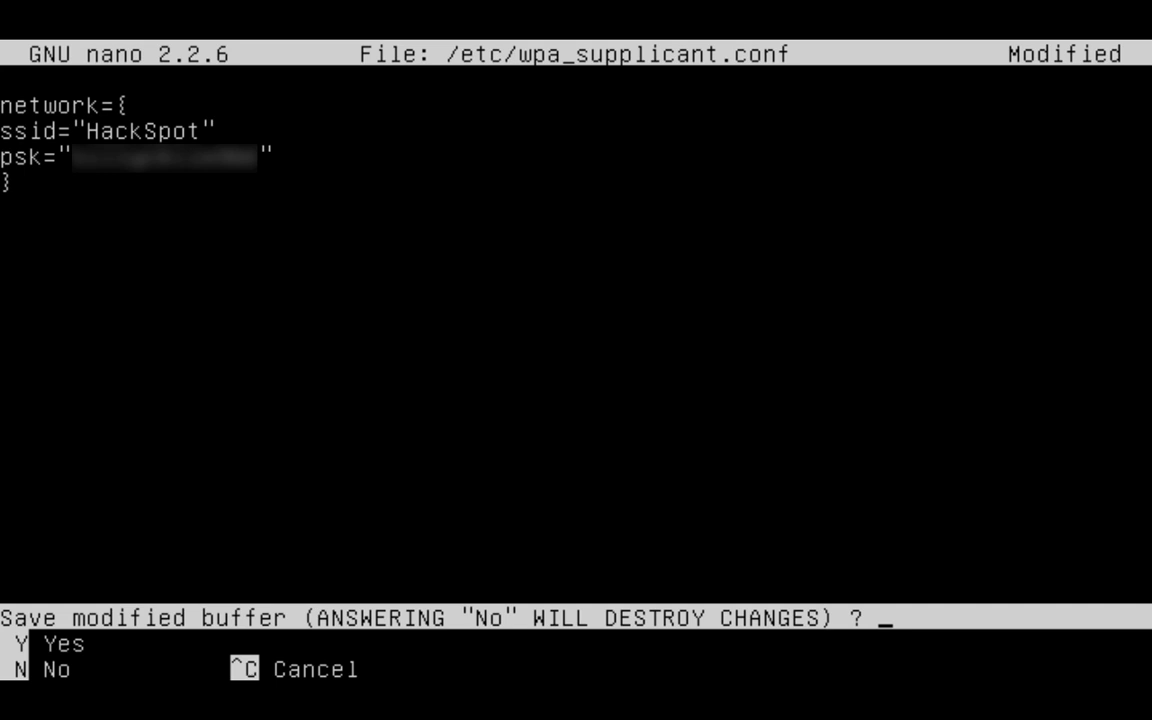 GNU nano 2.2.6 File: /etc/wpa_supplicant.conf Modified
network={
ssid="HackSpot"
psk=" "
}
Save modified buffer (ANSWERING "No" WILL DESTROY CHANGES) ? _
Y Yes
N No ^C Cancel